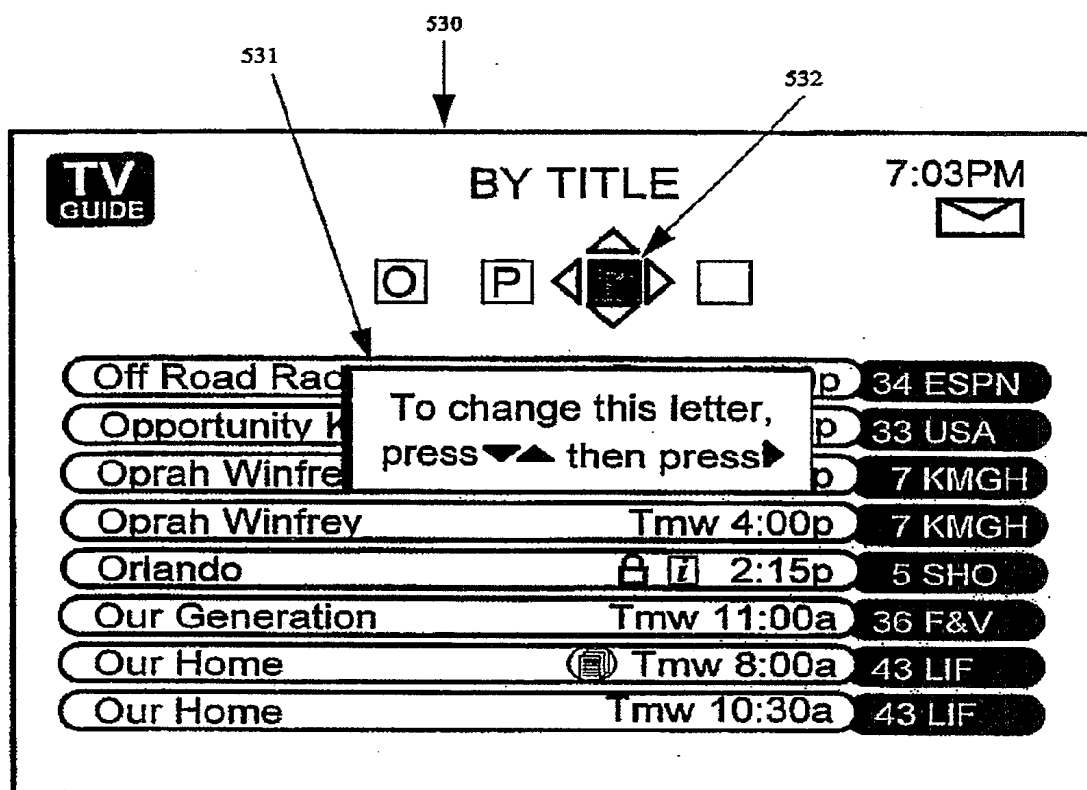 530
531
532
TV
GUIDE
BY TITLE
7:03PM
O P
Off Road Rac p 34 ESPN
To change this letter,
press▼▲ then press▶
Opportunity p 33 USA
Oprah Winfre p 7 KMGH
Oprah Winfrey Tmw 4:00p 7 KMGH
Orlando i 2:15p 5 SHO
Our Generation Tmw 11:00a 36 F&V
Our Home Tmw 8:00a 43 LIF
Our Home Tmw 10:30a 43 LIF